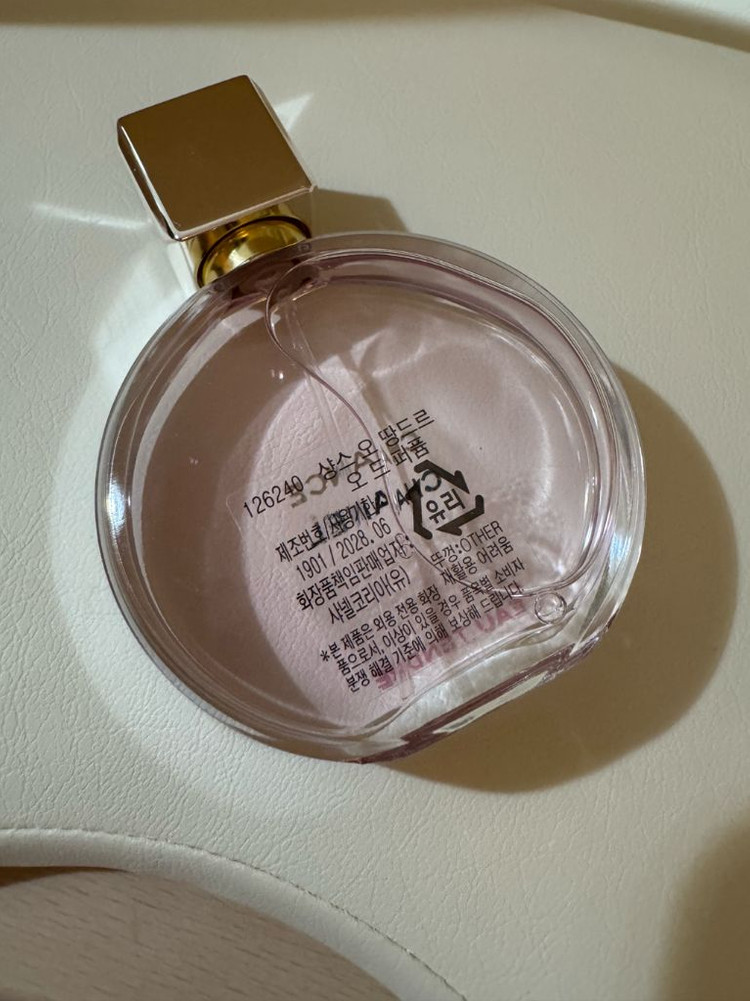 126240 샹스 오 땅드르
오 드 퍼퓸
제조번호/사용기한
1901 / 2028. 06
화장품책임판매업자:
샤넬코리아(유)
유리
뚜껑:OTHER
재활용 어려움
*본 제품은 외용 전용 화장
품으로서, 이상이 있을 경우 품목별 소비자
분쟁 해결 기준에 의해 보상해 드립니다.
CHANCE
CHANEL
EAU TENDRE